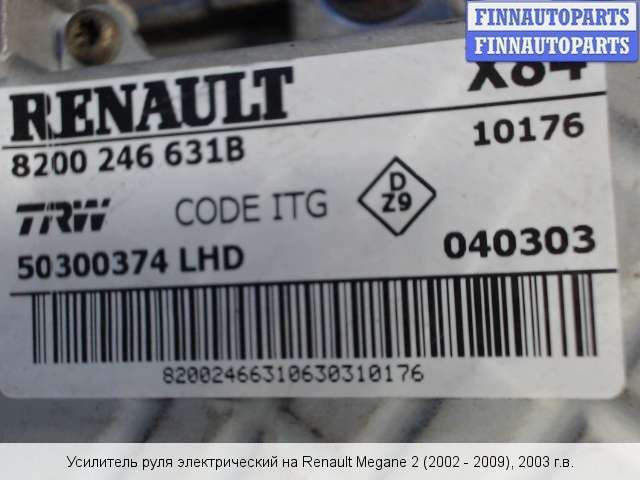 FINNAUTOPARTS
FINNAUTOPARTS
RENAULT X84
8200 246 631B 10176
TRW CODE ITG D Z9
50300374 LHD 040303
82002466310630310176
Усилитель руля электрический на Renault Megane 2 (2002 - 2009), 2003 г.в.